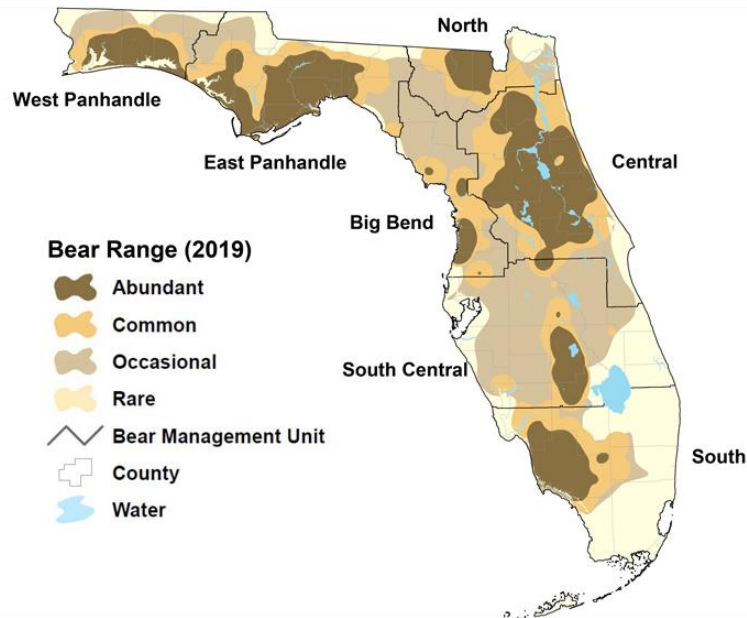 North
West Panhandle
East Panhandle
Central
Big Bend
Bear Range (2019)
Abundant
Common
Occasional
South Central
Rare
Bear Management Unit
South
County
Water